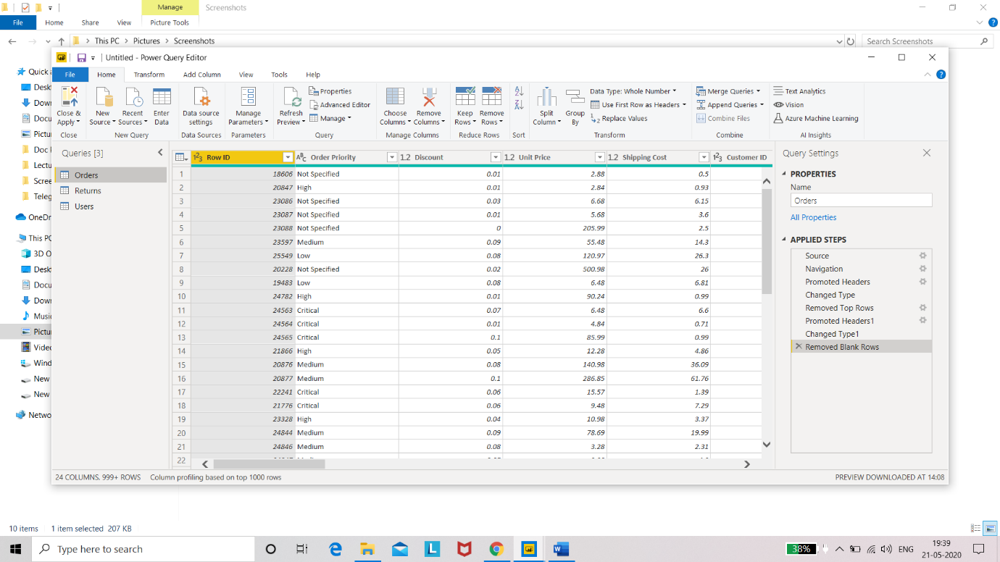 Manage Screenshots
File Home Share View Picture Tools
This PC Pictures Screenshots Search Screenshots
Untitled - Power Query Editor
File Home Transform Add Column View Tools Help
Close & Apply
New Source
Recent Sources
Enter Data
Data source settings
Manage Parameters
Refresh Preview
Properties
Advanced Editor
Manage
Choose Columns
Remove Columns
Keep Rows
Remove Rows
Split Column
Group By
Data Type: Whole Number
Use First Row as Headers
Replace Values
Merge Queries
Append Queries
Combine Files
Text Analytics
Vision
Azure Machine Learning
Close New Query Data Sources Parameters Query Manage Columns Reduce Rows Sort Transform Combine AI Insights
Quick
Desk
Dow
Docu
Pictu
Doc
Lectu
Scree
Teleg
OneDr
This PC
3D O
Desk
Docu
Dow
Music
Pictu
Video
Wind
New
New
Netwo
Queries [3]
Orders
Returns
Users
1²3 Row ID ABC Order Priority 1.2 Discount 1.2 Unit Price 1.2 Shipping Cost 1²3 Customer ID
1 18606 Not Specified 0.01 2.88 0.5
2 20847 High 0.01 2.84 0.93
3 23086 Not Specified 0.03 6.68 6.15
4 23087 Not Specified 0.01 5.68 3.6
5 23088 Not Specified 0 205.99 2.5
6 23597 Medium 0.09 55.48 14.3
7 25549 Low 0.08 120.97 26.3
8 20228 Not Specified 0.02 500.98 26
9 19483 Low 0.08 6.48 6.81
10 24782 High 0.01 90.24 0.99
11 24563 Critical 0.07 6.48 6.6
12 24564 Critical 0.01 4.84 0.71
13 24565 Critical 0.1 85.99 0.99
14 21866 High 0.05 12.28 4.86
15 20876 Medium 0.08 140.98 36.09
16 20877 Medium 0.1 286.85 61.76
17 22241 Critical 0.06 15.57 1.39
18 21776 Critical 0.06 9.48 7.29
19 23328 High 0.04 10.98 3.37
20 24844 Medium 0.09 78.69 19.99
21 24846 Medium 0.08 3.28 2.31
22
Query Settings
PROPERTIES
Name
Orders
All Properties
APPLIED STEPS
Source
Navigation
Promoted Headers
Changed Type
Removed Top Rows
Promoted Headers1
Changed Type1
Removed Blank Rows
24 COLUMNS, 999+ ROWS Column profiling based on top 1000 rows PREVIEW DOWNLOADED AT 14:08
10 items 1 item selected 207 KB
Type here to search
38% ENG 19:39
21-05-2020